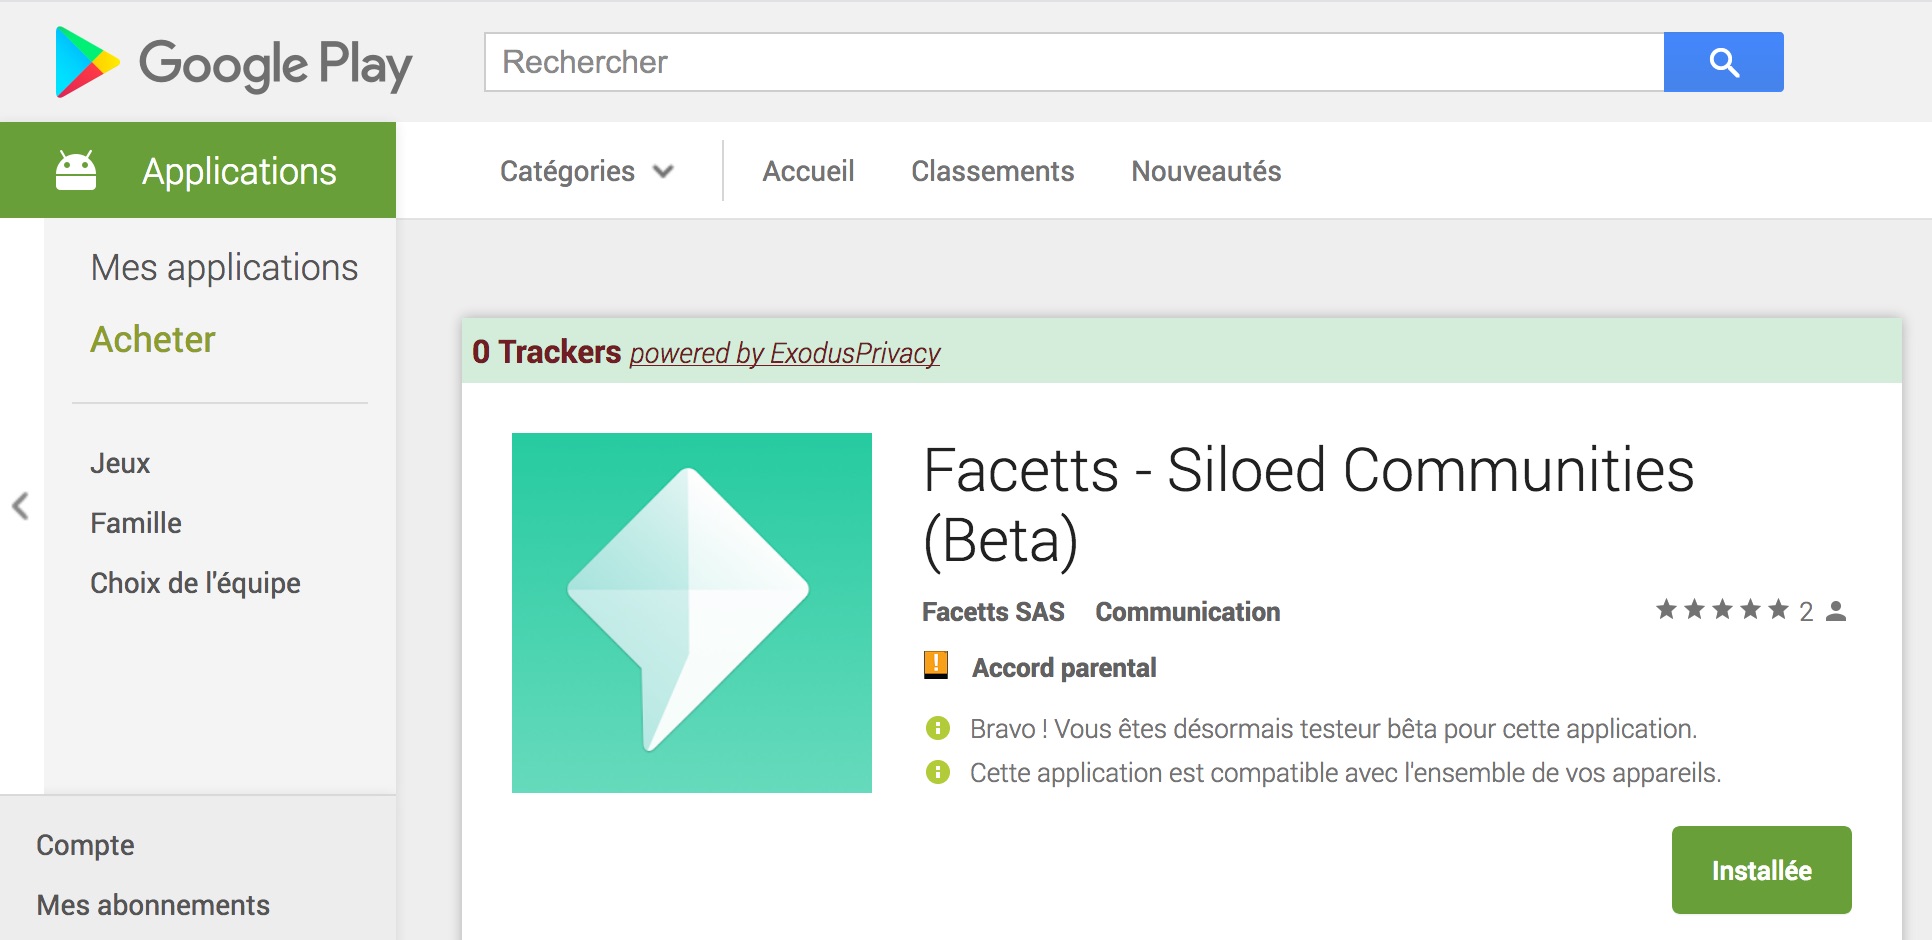 Google Play
Rechercher
Applications
Catégories
Accueil
Classements
Nouveautés
Mes applications
Acheter
Jeux
Famille
Choix de l'équipe
Compte
Mes abonnements
0 Trackers powered by ExodusPrivacy
Facetts - Siloed Communities
(Beta)
Facetts SAS Communication
2
! Accord parental
Bravo ! Vous êtes désormais testeur bêta pour cette application.
Cette application est compatible avec l'ensemble de vos appareils.
Installée